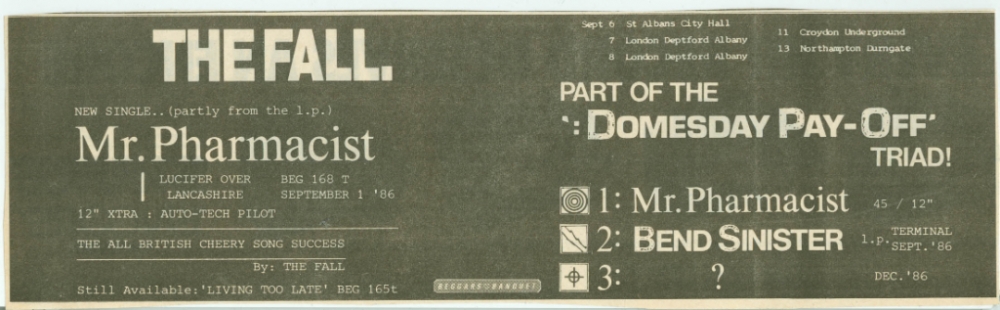 THE FALL.
NEW SINGLE..(partly from the l.p.)
Mr. Pharmacist
LUCIFER OVER BEG 168 T
LANCASHIRE SEPTEMBER 1 '86
12" XTRA : AUTO-TECH PILOT
THE ALL BRITISH CHEERY SONG SUCCESS
By: THE FALL
Still Available:'LIVING TOO LATE' BEG 165t
BEGGARS BANQUET
Sept 6 St Albans City Hall
7 London Deptford Albany
8 London Deptford Albany
11 Croydon Underground
13 Northampton Durngate
PART OF THE
': DOMESDAY PAY-OFF'
TRIAD!
1: Mr. Pharmacist 45 / 12"
2: BEND SINISTER l.p. TERMINAL SEPT.'86
3: ? DEC.'86